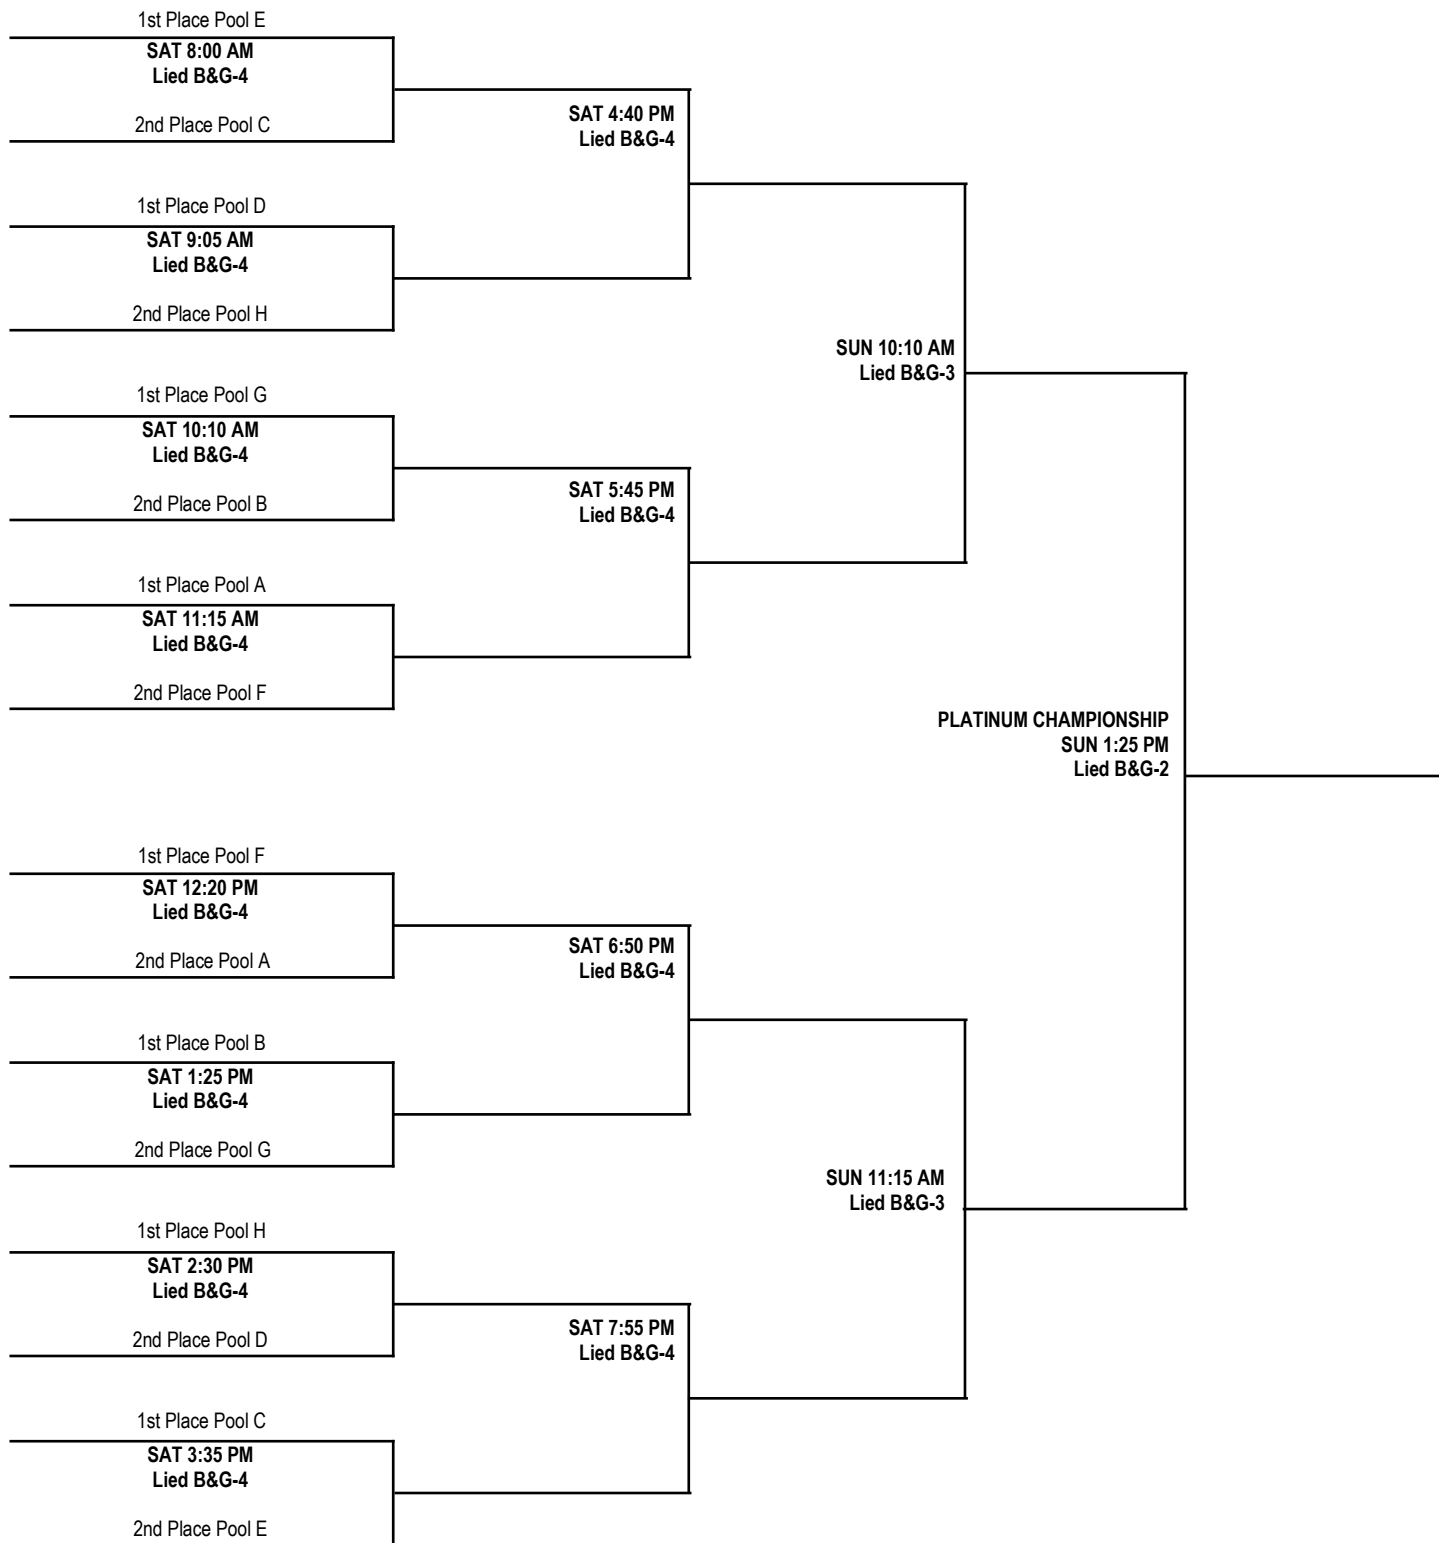 1st Place Pool E
SAT 8:00 AM
Lied B&G-4
2nd Place Pool C
SAT 4:40 PM
Lied B&G-4
1st Place Pool D
SAT 9:05 AM
Lied B&G-4
2nd Place Pool H
SUN 10:10 AM
Lied B&G-3
1st Place Pool G
SAT 10:10 AM
Lied B&G-4
2nd Place Pool B
SAT 5:45 PM
Lied B&G-4
1st Place Pool A
SAT 11:15 AM
Lied B&G-4
2nd Place Pool F
PLATINUM CHAMPIONSHIP
SUN 1:25 PM
Lied B&G-2
1st Place Pool F
SAT 12:20 PM
Lied B&G-4
2nd Place Pool A
SAT 6:50 PM
Lied B&G-4
1st Place Pool B
SAT 1:25 PM
Lied B&G-4
2nd Place Pool G
SUN 11:15 AM
Lied B&G-3
1st Place Pool H
SAT 2:30 PM
Lied B&G-4
2nd Place Pool D
SAT 7:55 PM
Lied B&G-4
1st Place Pool C
SAT 3:35 PM
Lied B&G-4
2nd Place Pool E